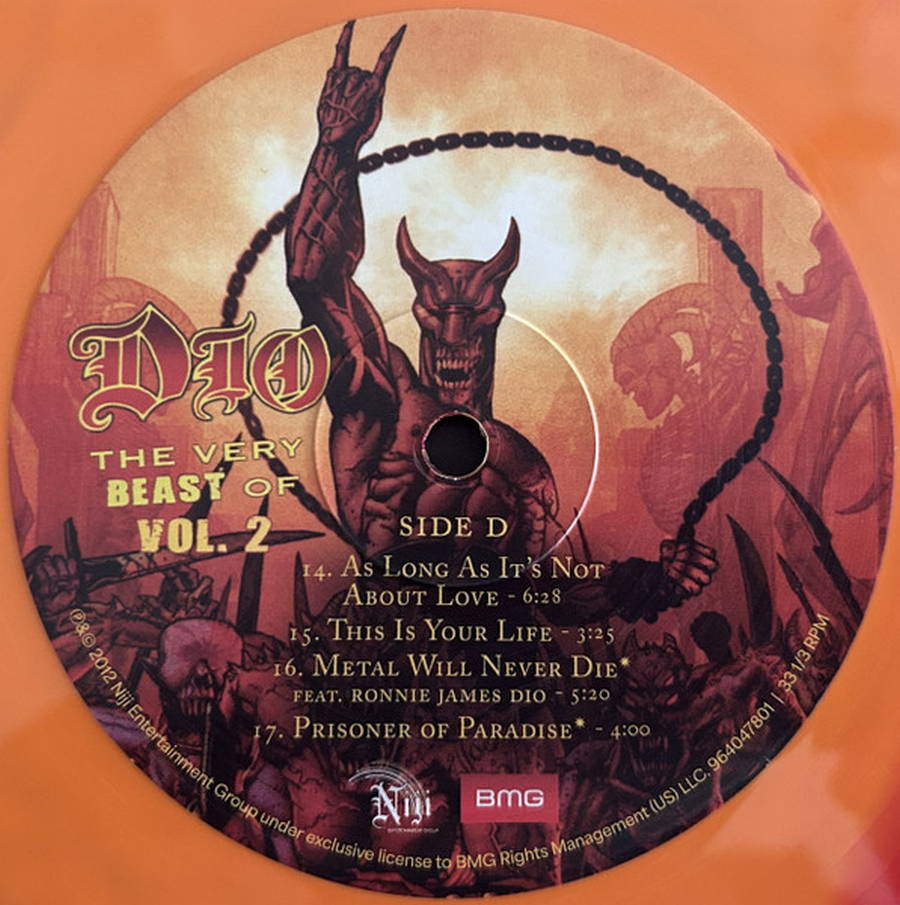 DIO
THE VERY
BEAST OF
VOL. 2
SIDE D
14. As Long As It's Not
About Love - 6:28
15. This Is Your Life - 3:25
16. Metal Will Never Die*
feat. Ronnie James Dio - 5:20
17. Prisoner of Paradise* - 4:00
Niji
ENTERTAINMENT GROUP
BMG
℗&© 2012 Niji Entertainment Group under exclusive license to BMG Rights Management (US) LLC. 964047801 | 33 1/3 RPM